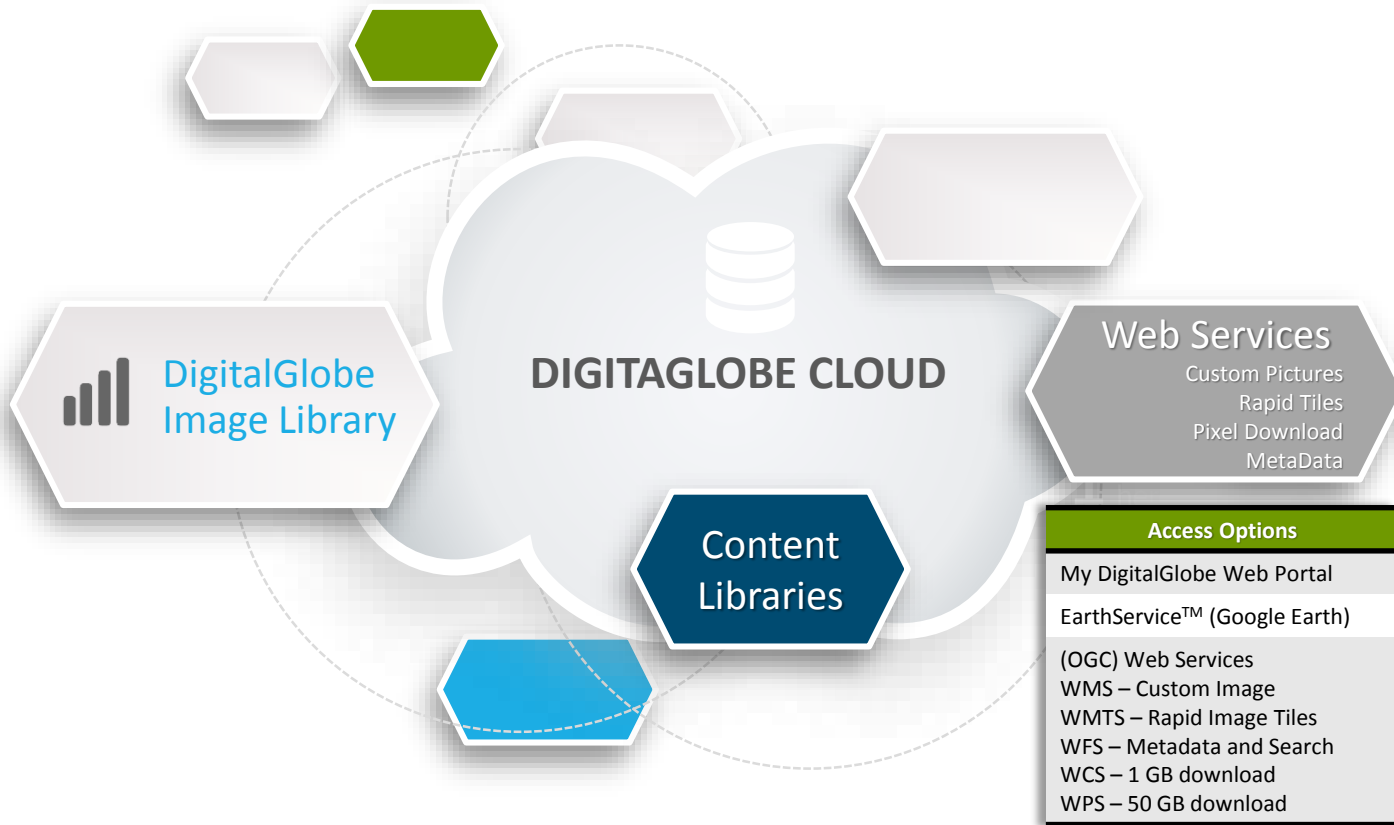 DigitalGlobe
Image Library
DIGITAGLOBE CLOUD
Content
Libraries
Web Services
Custom Pictures
Rapid Tiles
Pixel Download
MetaData
Access Options
My DigitalGlobe Web Portal
EarthService™ (Google Earth)
(OGC) Web Services
WMS – Custom Image
WMTS – Rapid Image Tiles
WFS – Metadata and Search
WCS – 1 GB download
WPS – 50 GB download